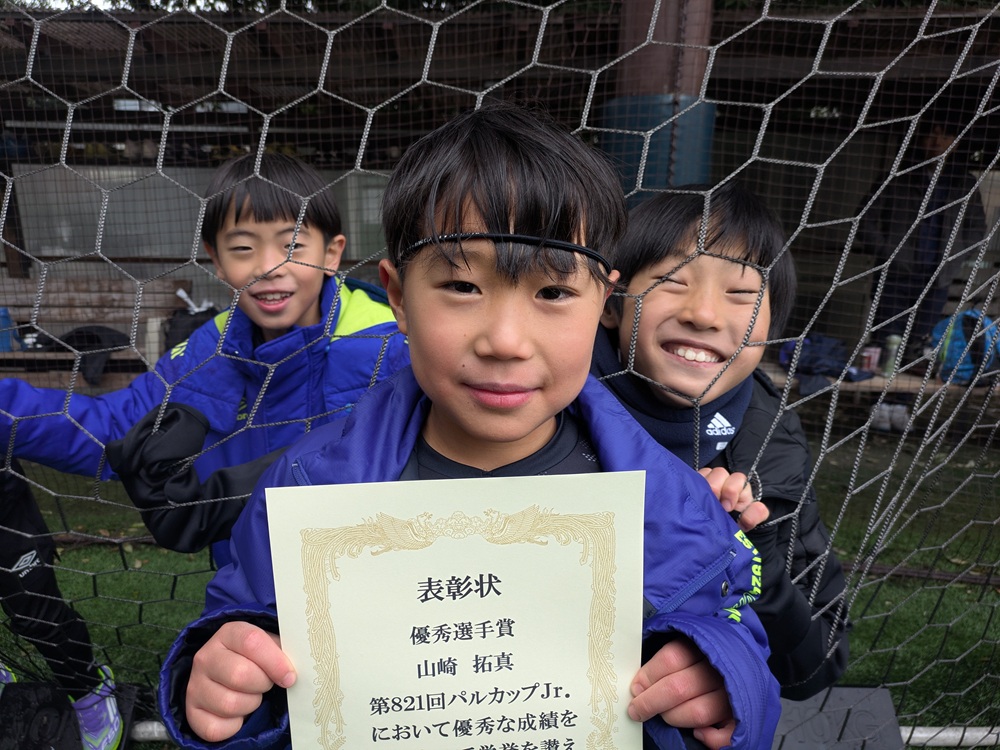 表彰状
優秀選手賞
山崎 拓真
第821回パルカップJr.
において優秀な成績を
adidas